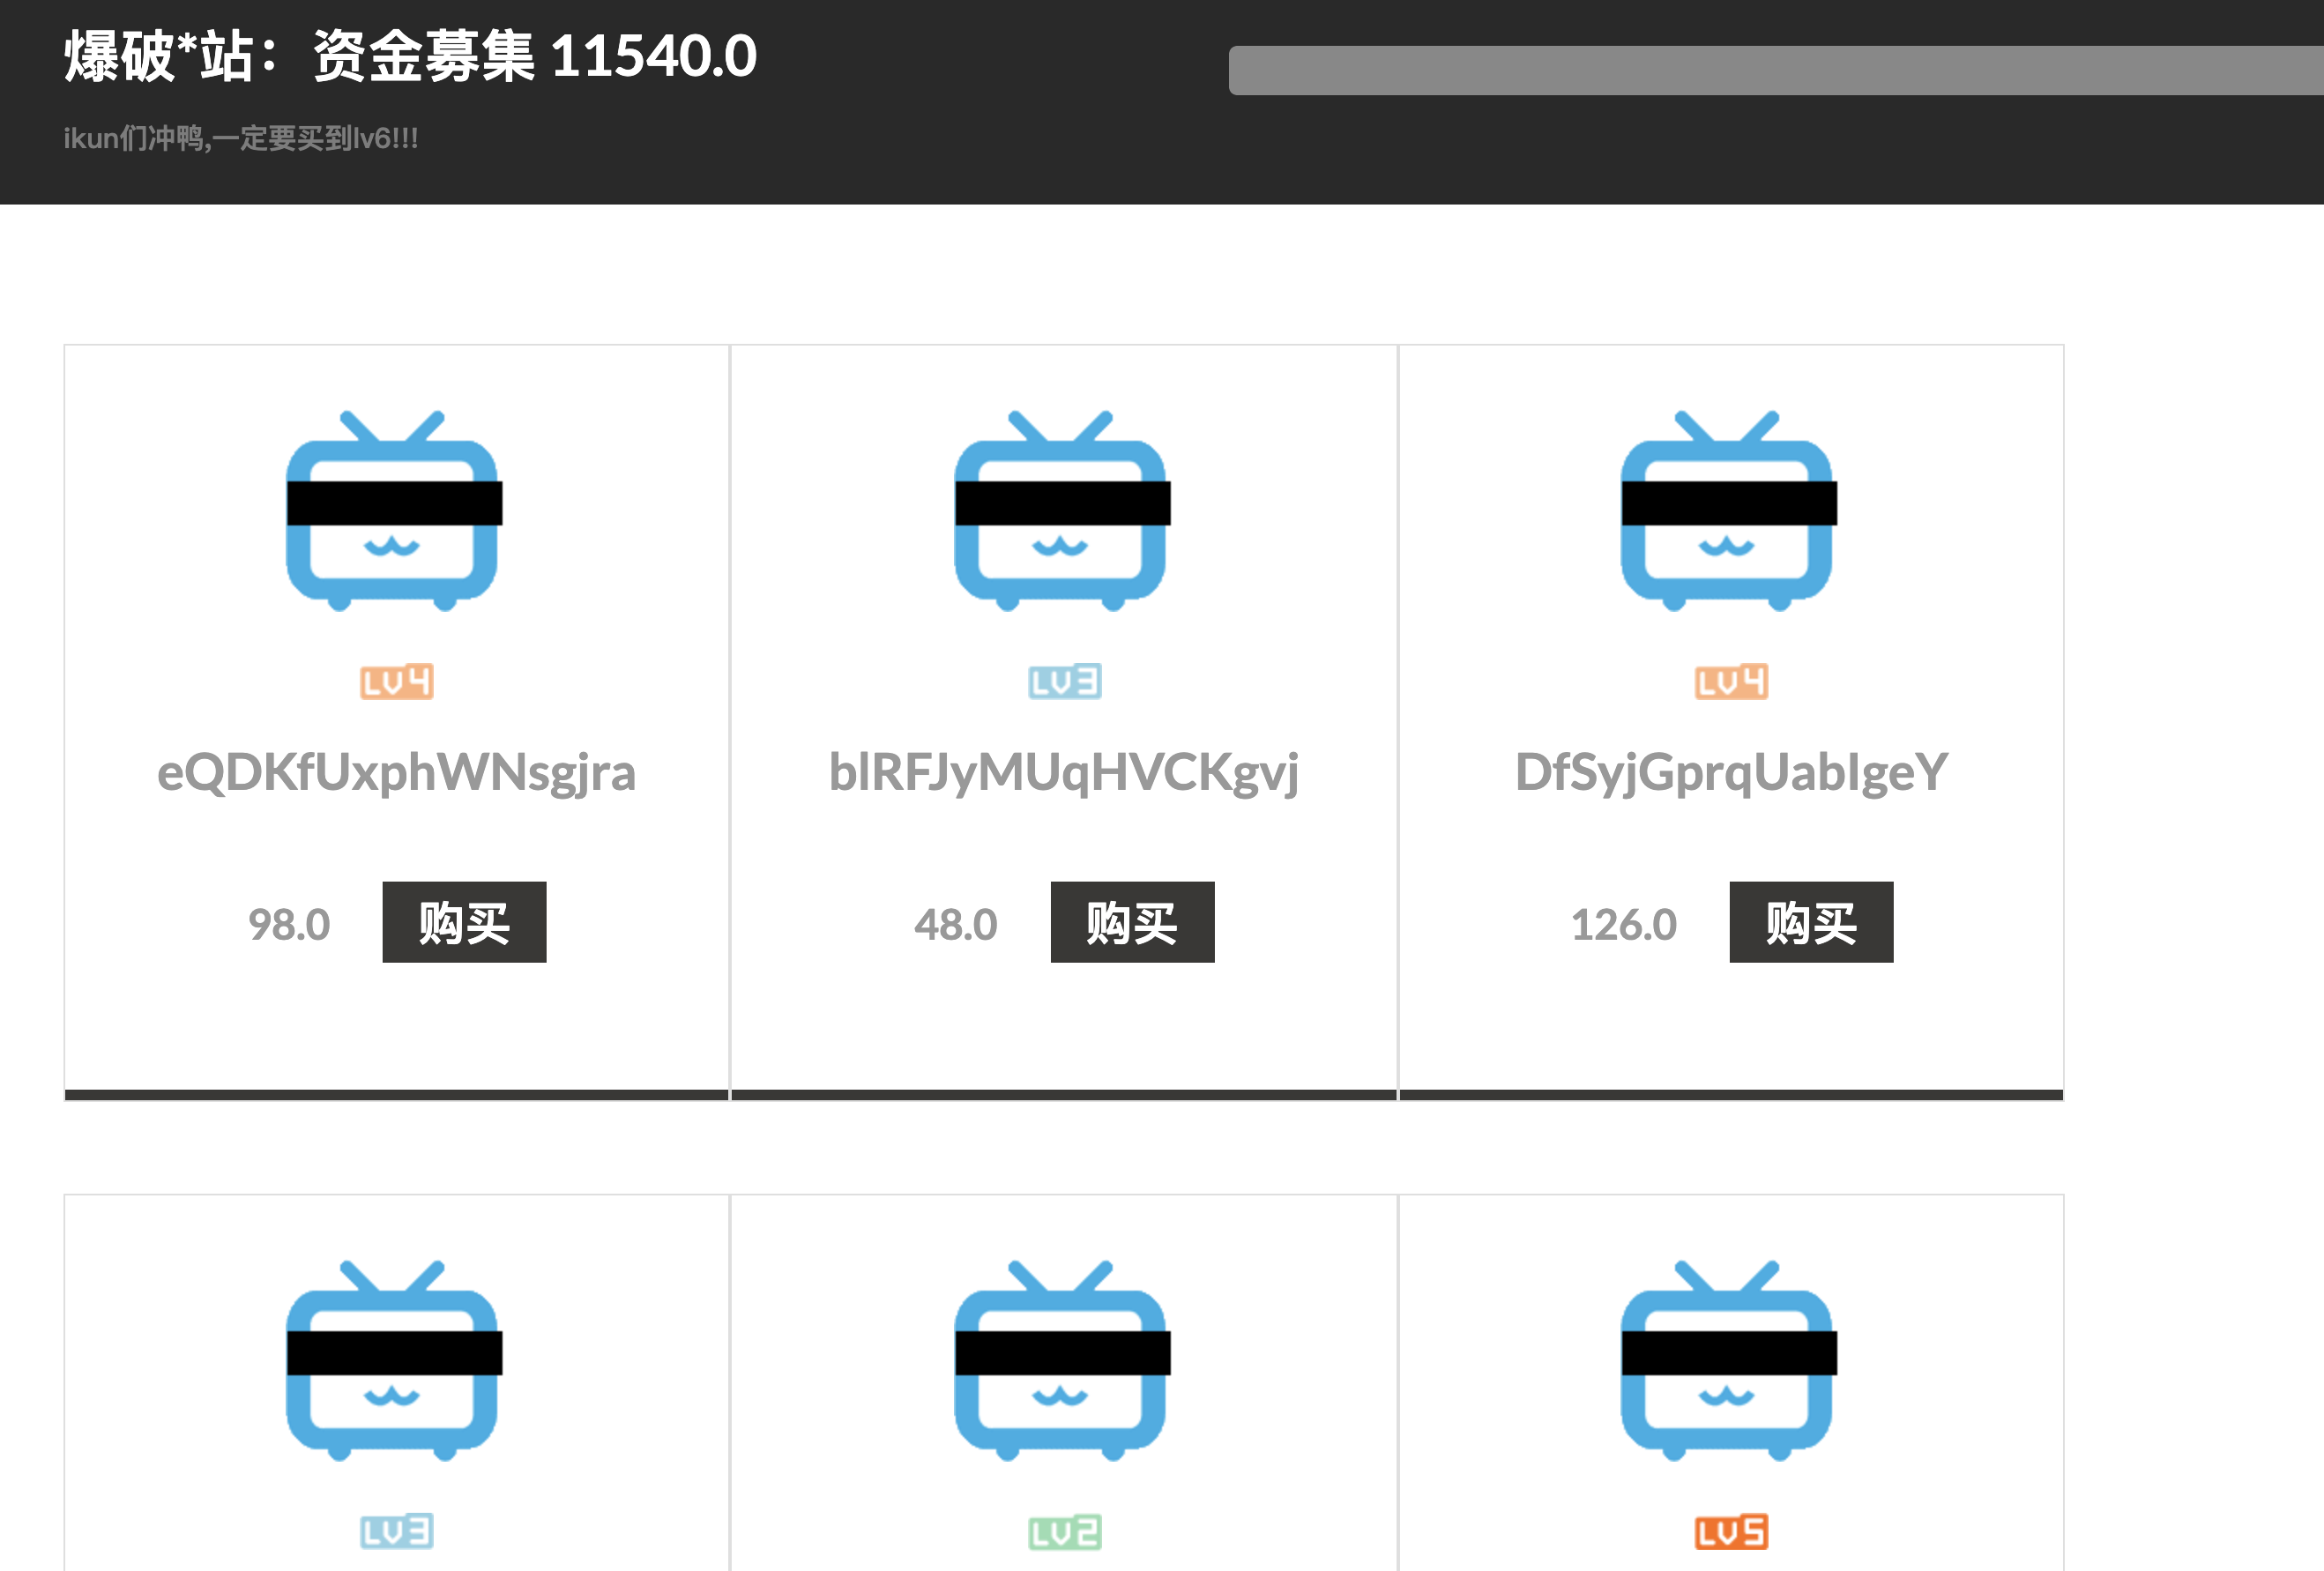 爆破*站： 资金募集 11540.0
ikun们冲鸭,一定要买到lv6!!!
LV4
LV3
LV4
eQDKfUxphWNsgjra
blRFJyMUqHVCKgvj
DfSyjGprqUabIgeY
98.0 购买
48.0 购买
126.0 购买
LV3
LV2
LV5